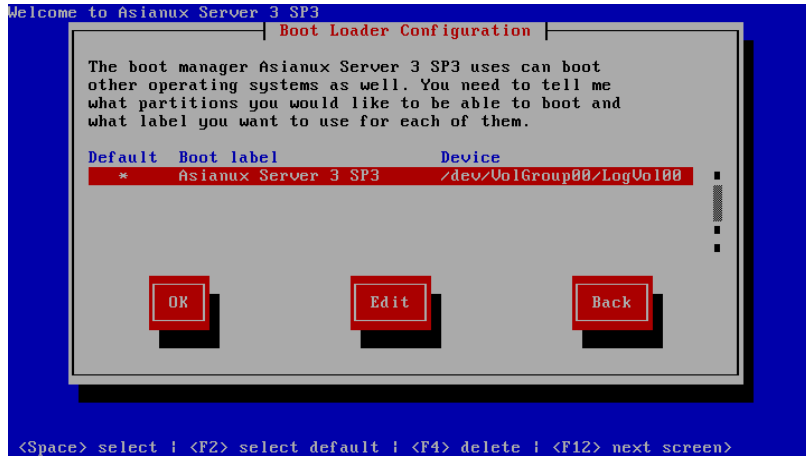 Welcome to Asianux Server 3 SP3
Boot Loader Configuration
The boot manager Asianux Server 3 SP3 uses can boot
other operating systems as well. You need to tell me
what partitions you would like to be able to boot and
what label you want to use for each of them.
Default Boot label Device
* Asianux Server 3 SP3 /dev/VolGroup00/LogVol00
OK Edit Back
<Space> select | <F2> select default | <F4> delete | <F12> next screen>